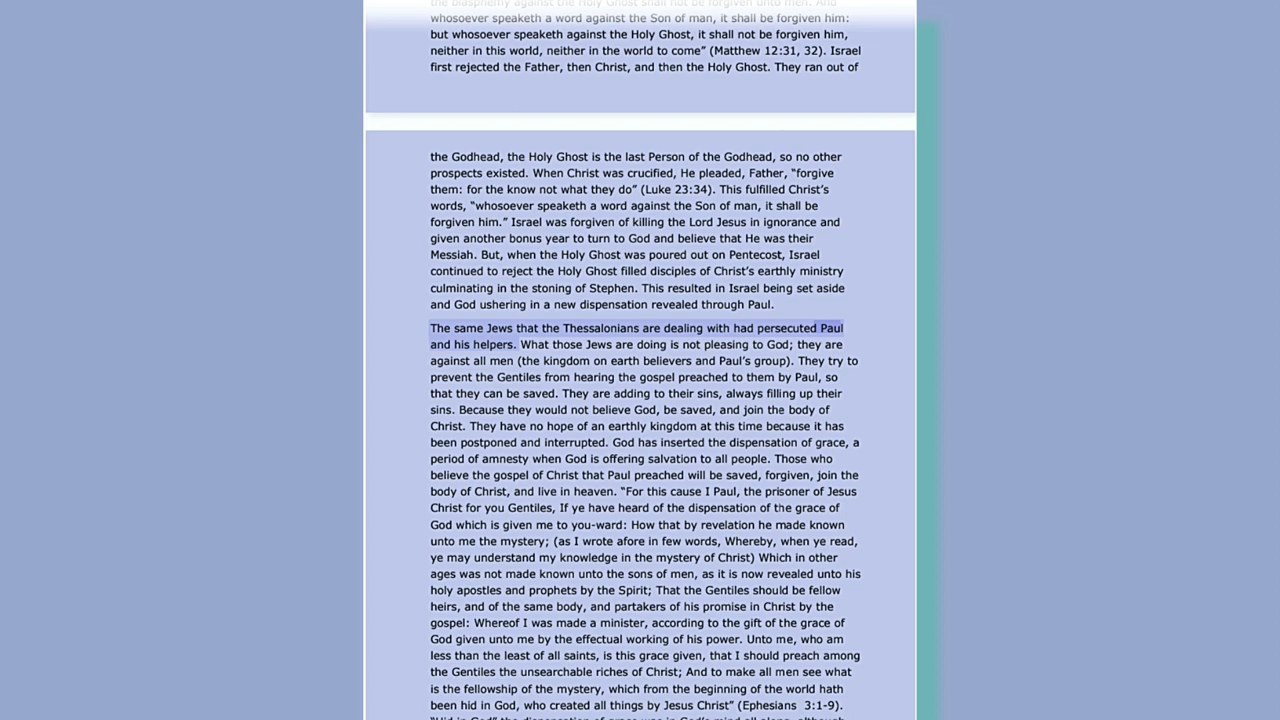 the blasphemy against the Holy Ghost shall not be forgiven unto men. And
whosoever speaketh a word against the Son of man, it shall be forgiven him:
but whosoever speaketh against the Holy Ghost, it shall not be forgiven him,
neither in this world, neither in the world to come” (Matthew 12:31, 32). Israel
first rejected the Father, then Christ, and then the Holy Ghost. They ran out of
the Godhead, the Holy Ghost is the last Person of the Godhead, so no other
prospects existed. When Christ was crucified, He pleaded, Father, “forgive
them: for the know not what they do” (Luke 23:34). This fulfilled Christ’s
words, “whosoever speaketh a word against the Son of man, it shall be
forgiven him.” Israel was forgiven of killing the Lord Jesus in ignorance and
given another bonus year to turn to God and believe that He was their
Messiah. But, when the Holy Ghost was poured out on Pentecost, Israel
continued to reject the Holy Ghost filled disciples of Christ’s earthly ministry
culminating in the stoning of Stephen. This resulted in Israel being set aside
and God ushering in a new dispensation revealed through Paul.
The same Jews that the Thessalonians are dealing with had persecuted Paul
and his helpers. What those Jews are doing is not pleasing to God; they are
against all men (the kingdom on earth believers and Paul’s group). They try to
prevent the Gentiles from hearing the gospel preached to them by Paul, so
that they can be saved. They are adding to their sins, always filling up their
sins. Because they would not believe God, be saved, and join the body of
Christ. They have no hope of an earthly kingdom at this time because it has
been postponed and interrupted. God has inserted the dispensation of grace, a
period of amnesty when God is offering salvation to all people. Those who
believe the gospel of Christ that Paul preached will be saved, forgiven, join the
body of Christ, and live in heaven. “For this cause I Paul, the prisoner of Jesus
Christ for you Gentiles, If ye have heard of the dispensation of the grace of
God which is given me to you-ward: How that by revelation he made known
unto me the mystery; (as I wrote afore in few words, Whereby, when ye read,
ye may understand my knowledge in the mystery of Christ) Which in other
ages was not made known unto the sons of men, as it is now revealed unto his
holy apostles and prophets by the Spirit; That the Gentiles should be fellow
heirs, and of the same body, and partakers of his promise in Christ by the
gospel: Whereof I was made a minister, according to the gift of the grace of
God given unto me by the effectual working of his power. Unto me, who am
less than the least of all saints, is this grace given, that I should preach among
the Gentiles the unsearchable riches of Christ; And to make all men see what
is the fellowship of the mystery, which from the beginning of the world hath
been hid in God, who created all things by Jesus Christ” (Ephesians 3:1-9).
“Hid in God” the dispensation of grace was in God’s mind all along, although